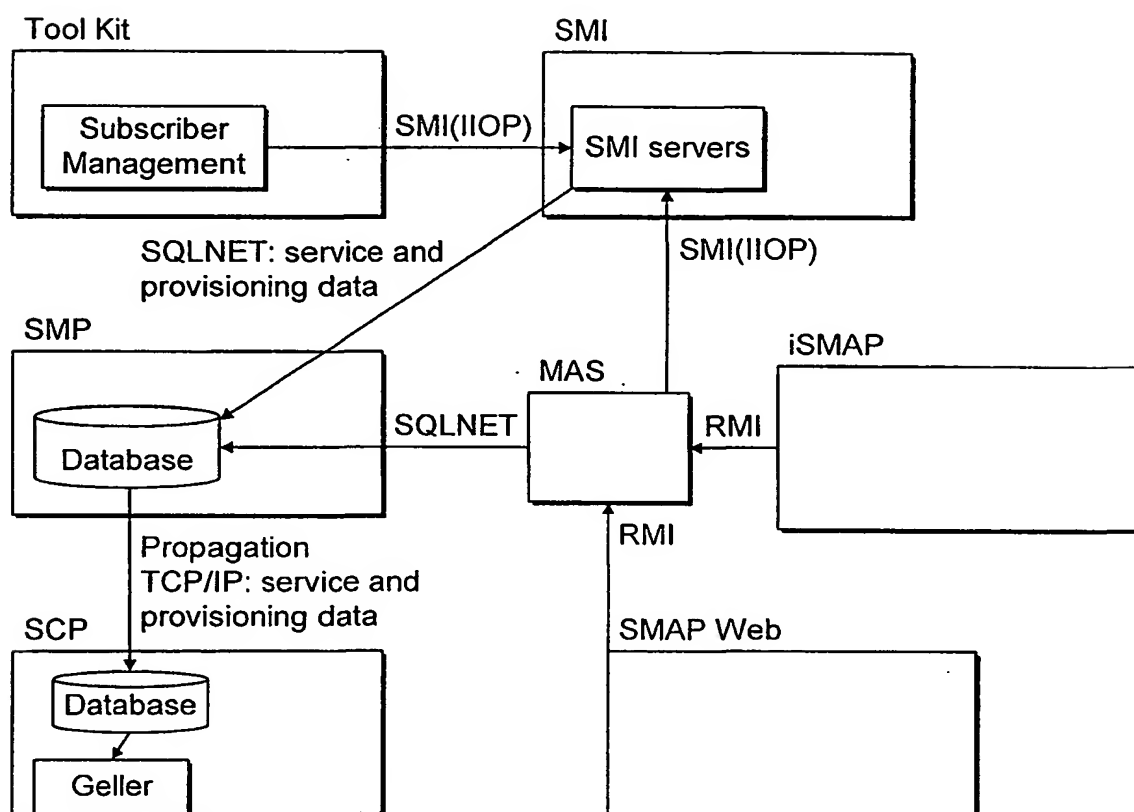 Tool Kit
SMI
Subscriber
Management
SMI(IIOP)
SMI servers
SQLNET: service and
provisioning data
SMI(IIOP)
SMP
MAS
iSMAP
Database
SQLNET
RMI
RMI
Propagation
TCP/IP: service and
provisioning data
SCP
SMAP Web
Database
Geller